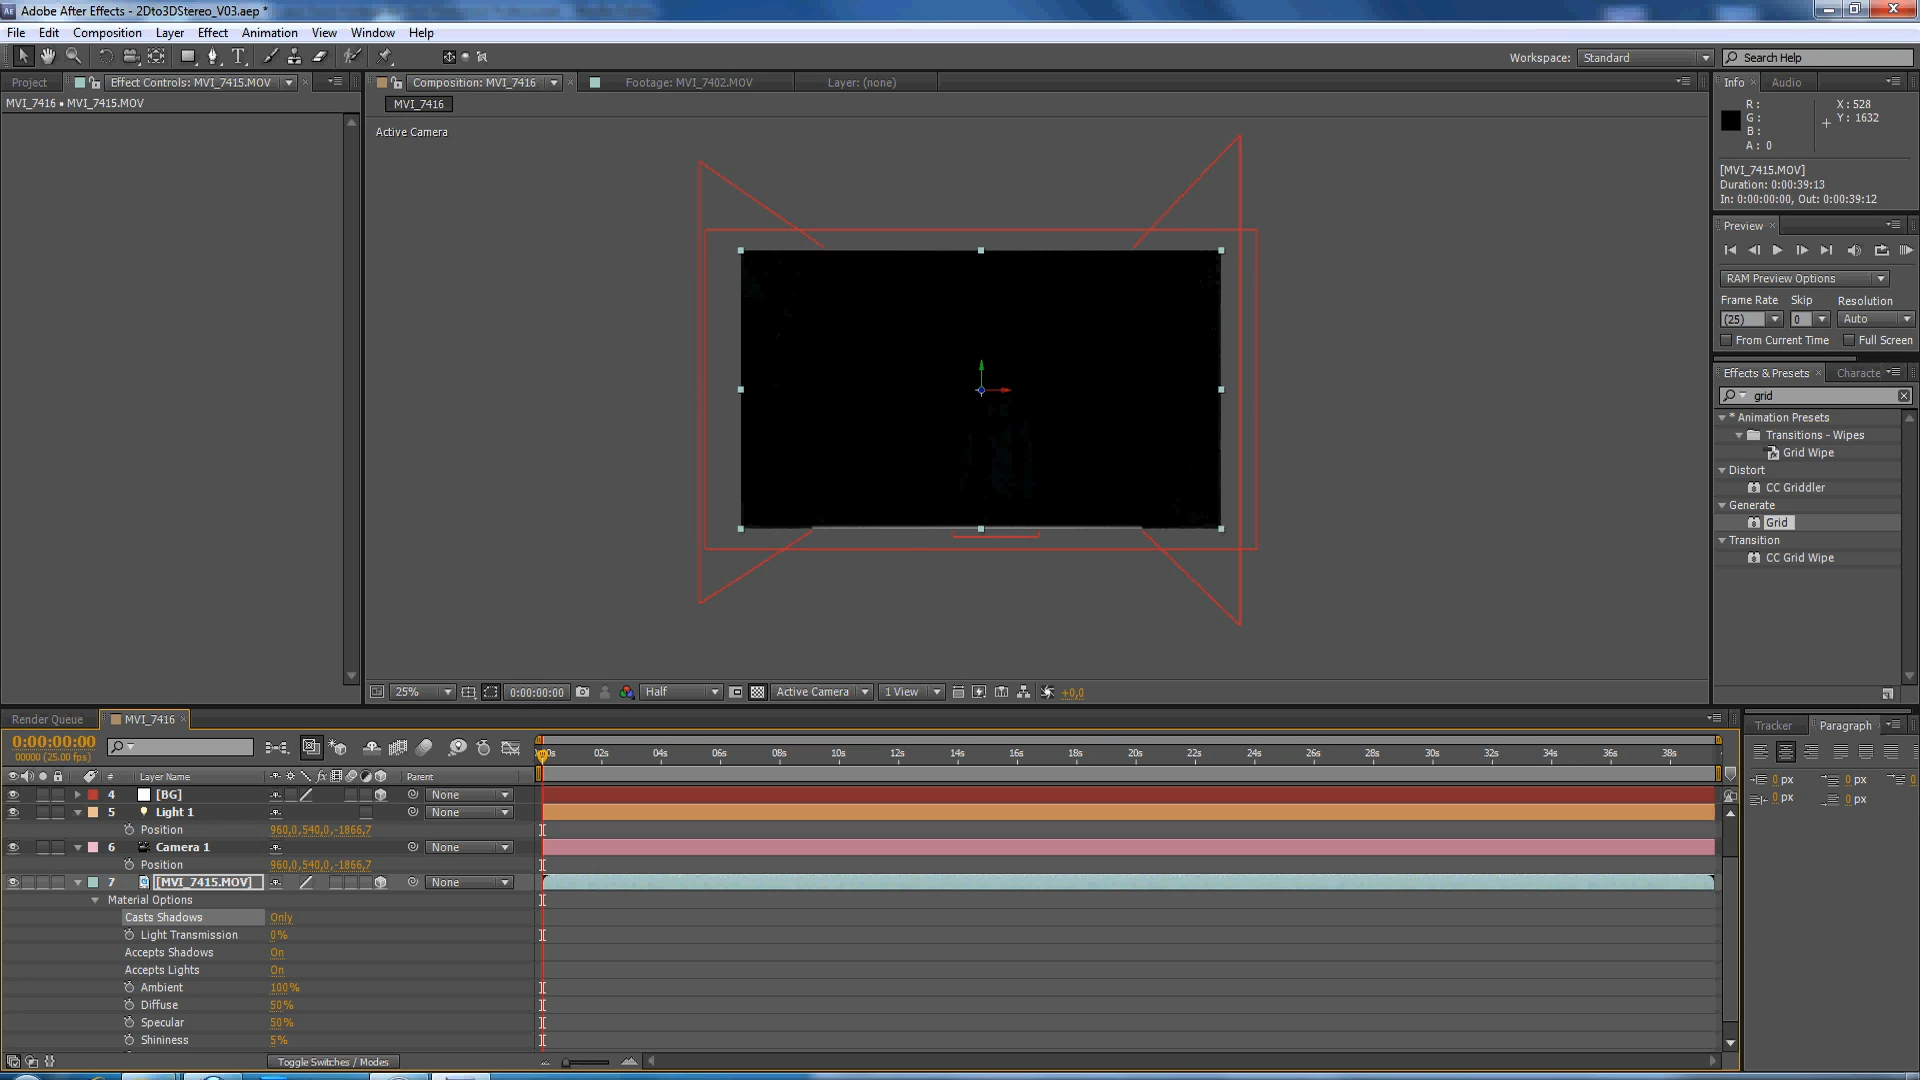 Adobe After Effects - 2Dto3DStereo_V03.aep *
File Edit Composition Layer Effect Animation View Window Help
Workspace: Standard Search Help
Project Effect Controls: MVI_7415.MOV Composition: MVI_7416 Footage: MVI_7402.MOV Layer: (none) Info Audio
MVI_7416 • MVI_7415.MOV
MVI_7416
Active Camera
R :
G :
B :
A : 0
X : 528
Y : 1632
[MVI_7415.MOV]
Duration: 0:00:39:13
In: 0:00:00:00, Out: 0:00:39:12
Preview
RAM Preview Options
Frame Rate Skip Resolution
(25) 0 Auto
From Current Time Full Screen
Effects & Presets Characte
grid
* Animation Presets
Transitions - Wipes
Grid Wipe
Distort
CC Griddler
Generate
Grid
Transition
CC Grid Wipe
25% 0:00:00:00 Half Active Camera 1 View +0,0
Render Queue MVI_7416
0:00:00:00
00000 (25.00 fps)
02s 04s 06s 08s 10s 12s 14s 16s 18s 20s 22s 24s 26s 28s 30s 32s 34s 36s 38s
# Layer Name Parent
4 [BG] None
5 Light 1 None
Position 960,0,540,0,-1866,7
6 Camera 1 None
Position 960,0,540,0,-1866,7
7 [MVI_7415.MOV] None
Material Options
Casts Shadows Only
Light Transmission 0%
Accepts Shadows On
Accepts Lights On
Ambient 100%
Diffuse 50%
Specular 50%
Shininess 5%
Toggle Switches / Modes
Tracker Paragraph
0 px 0 px 0
0 px 0 px